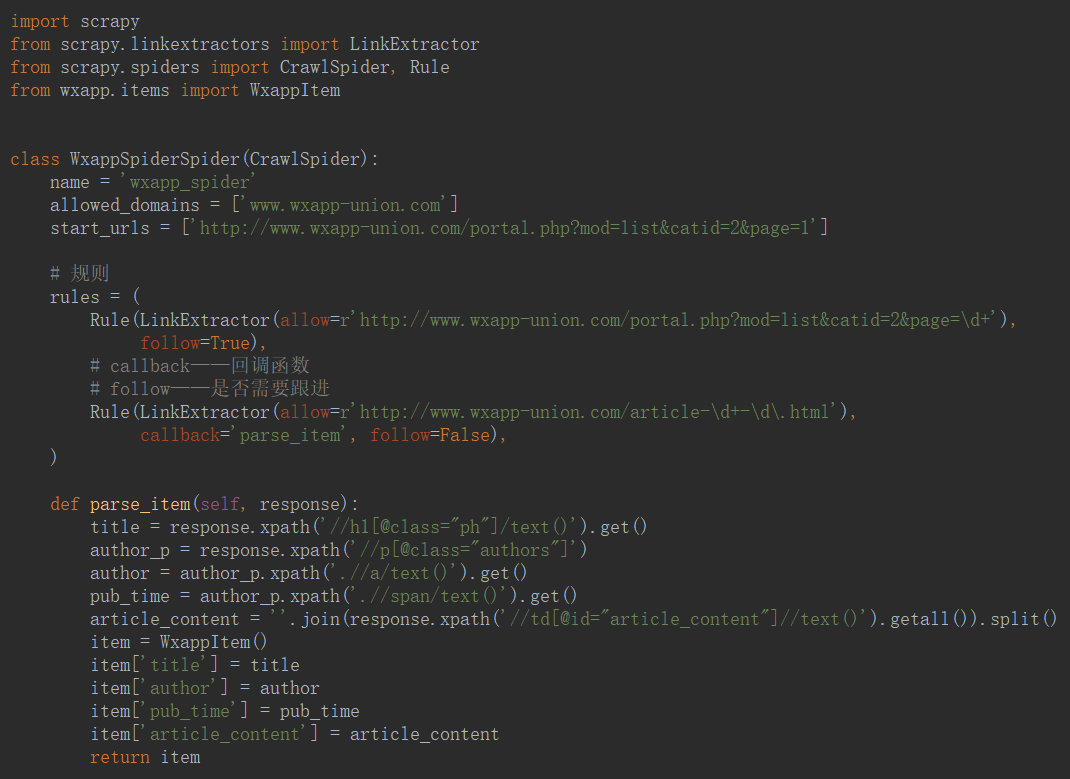 import scrapy
from scrapy.linkextractors import LinkExtractor
from scrapy.spiders import CrawlSpider, Rule
from wxapp.items import WxappItem


class WxappSpiderSpider(CrawlSpider):
    name = 'wxapp_spider'
    allowed_domains = ['www.wxapp-union.com']
    start_urls = ['http://www.wxapp-union.com/portal.php?mod=list&catid=2&page=1']

    # 规则
    rules = (
        Rule(LinkExtractor(allow=r'http://www.wxapp-union.com/portal.php?mod=list&catid=2&page=\d+'),
             follow=True),
        # callback——回调函数
        # follow——是否需要跟进
        Rule(LinkExtractor(allow=r'http://www.wxapp-union.com/article-\d+-\d\.html'),
             callback='parse_item', follow=False),
    )

    def parse_item(self, response):
        title = response.xpath('//h1[@class="ph"]/text()').get()
        author_p = response.xpath('//p[@class="authors"]')
        author = author_p.xpath('.//a/text()').get()
        pub_time = author_p.xpath('.//span/text()').get()
        article_content = ''.join(response.xpath('//td[@id="article_content"]//text()').getall()).split()
        item = WxappItem()
        item['title'] = title
        item['author'] = author
        item['pub_time'] = pub_time
        item['article_content'] = article_content
        return item